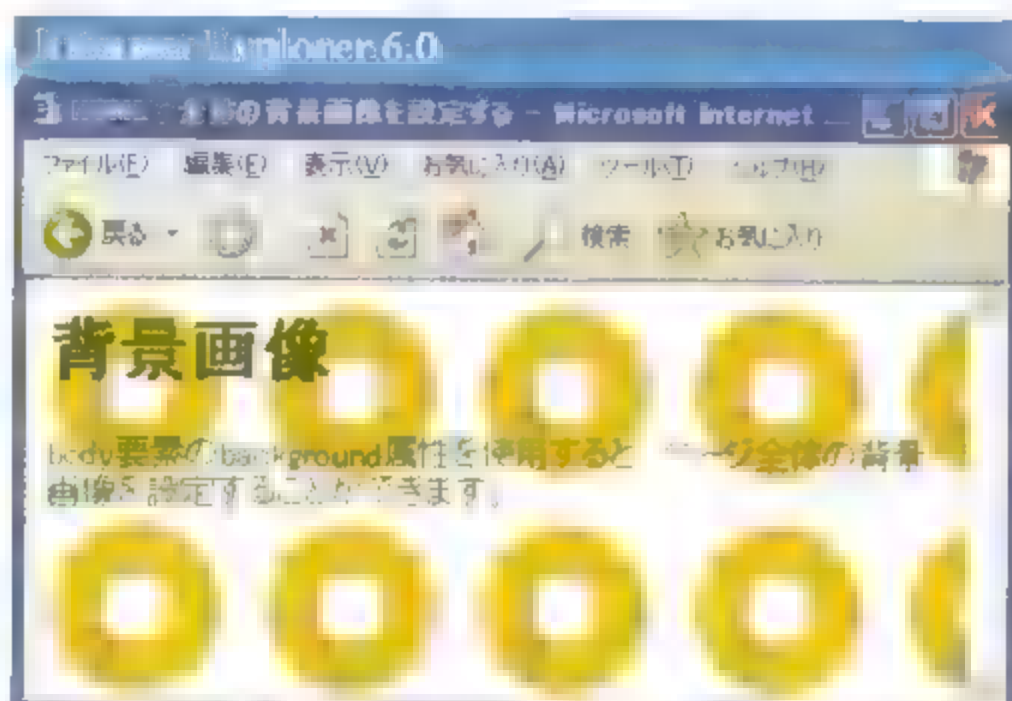 Internet Explorer 6.0
の背景画像を設定する - Microsoft Internet ...
ファイル(F) 編集(E) 表示(V) お気に入り(A) ツール(T) ヘルプ(H)
戻る 検索 お気に入り
背景画像
body要素のbackground属性を使用すると ページ全体の背景
画像を設定することができます。